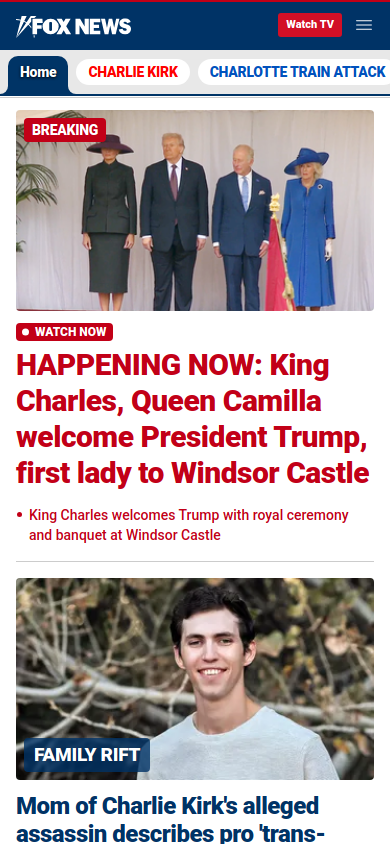 FOX NEWS
Watch TV
Home
CHARLIE KIRK
CHARLOTTE TRAIN ATTACK
BREAKING
WATCH NOW
HAPPENING NOW: King
Charles, Queen Camilla
welcome President Trump,
first lady to Windsor Castle
• King Charles welcomes Trump with royal ceremony
and banquet at Windsor Castle
FAMILY RIFT
Mom of Charlie Kirk's alleged
assassin describes pro 'trans-